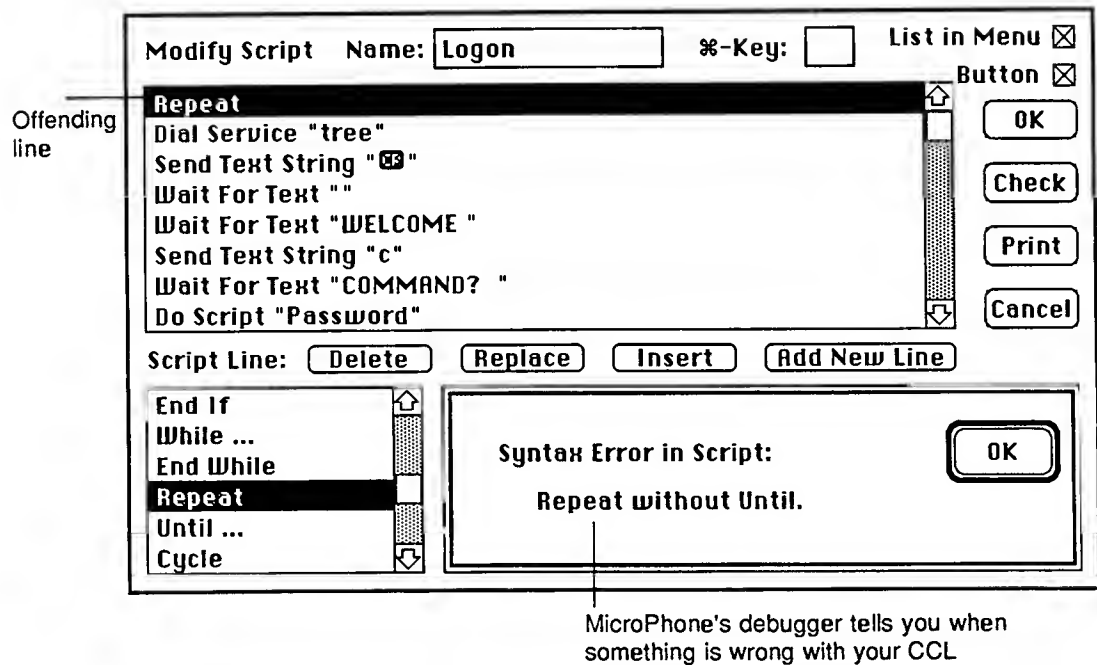 Modify Script Name: Logon ⌘-Key: List in Menu
Button
Offending
line
Repeat
Dial Service "tree"
Send Text String "CR"
Wait For Text ""
Wait For Text "WELCOME "
Send Text String "c"
Wait For Text "COMMAND? "
Do Script "Password"
OK
Check
Print
Cancel
Script Line: Delete Replace Insert Add New Line
End If
While ...
End While
Repeat
Until ...
Cycle
Syntax Error in Script:
Repeat without Until.
OK
MicroPhone's debugger tells you when
something is wrong with your CCL